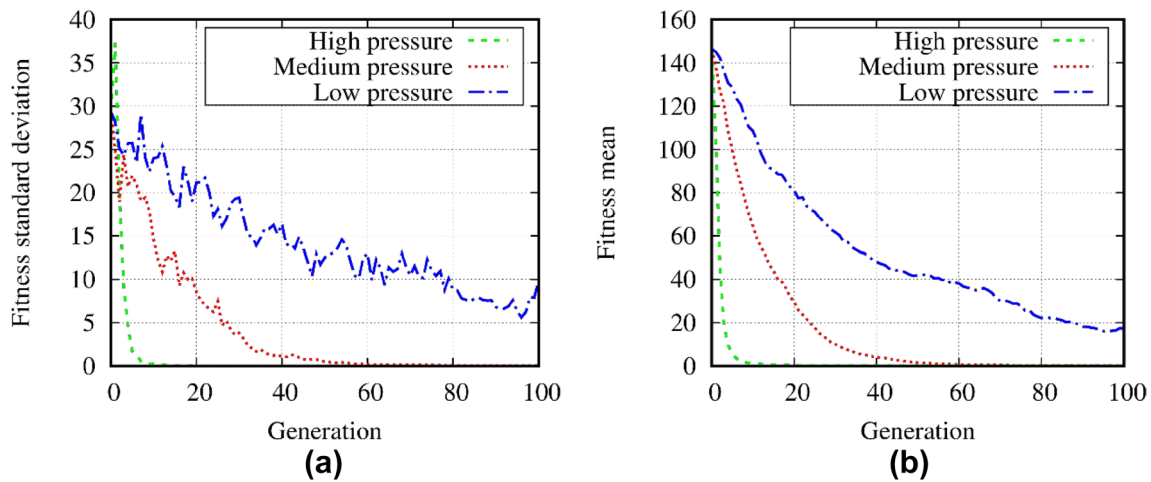 40
35
30
25
20
15
10
5
0
Fitness standard deviation
High pressure
Medium pressure
Low pressure
0 20 40 60 80 100
Generation
(a)
160
140
120
100
80
60
40
20
0
Fitness mean
High pressure
Medium pressure
Low pressure
0 20 40 60 80 100
Generation
(b)